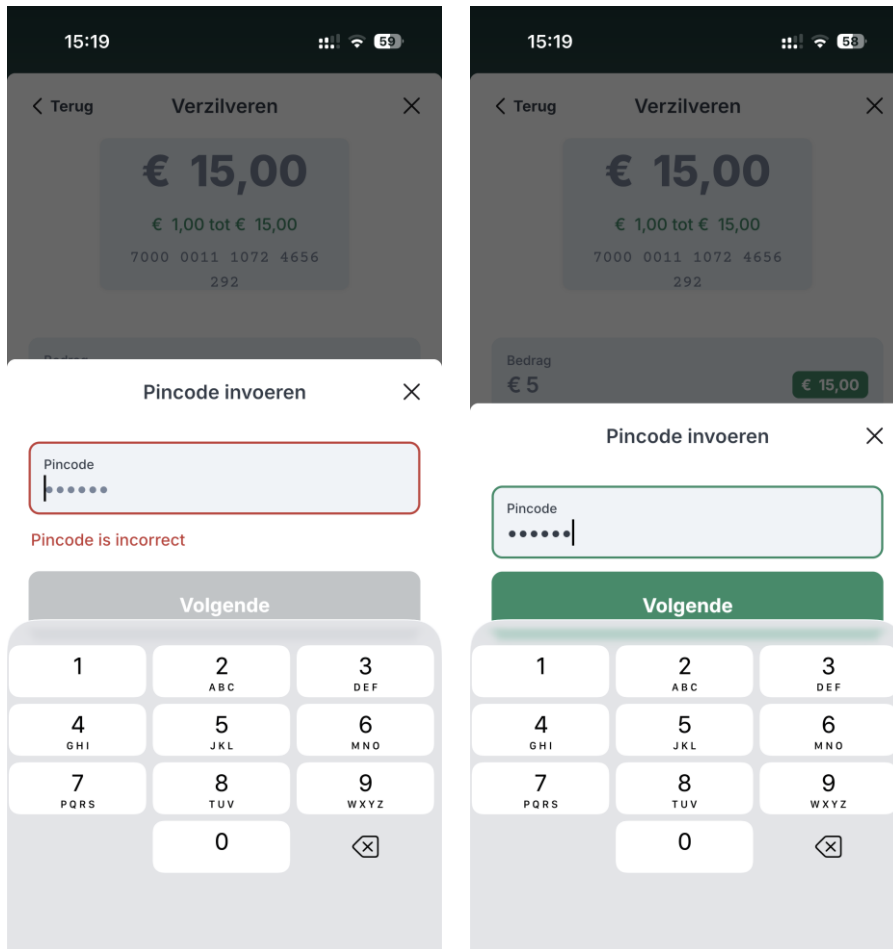 15:19
59
Terug
Verzilveren
€ 15,00
€ 1,00 tot € 15,00
7000 0011 1072 4656
292
Bedrag
Pincode invoeren
Pincode
••••••
Pincode is incorrect
Volgende
1
2
3
ABC
DEF
4
5
6
GHI
JKL
MNO
7
8
9
PQRS
TUV
WXYZ
0
15:19
58
Terug
Verzilveren
€ 15,00
€ 1,00 tot € 15,00
7000 0011 1072 4656
292
Bedrag
€ 5
€ 15,00
Pincode invoeren
Pincode
••••••
Volgende
1
2
3
ABC
DEF
4
5
6
GHI
JKL
MNO
7
8
9
PQRS
TUV
WXYZ
0